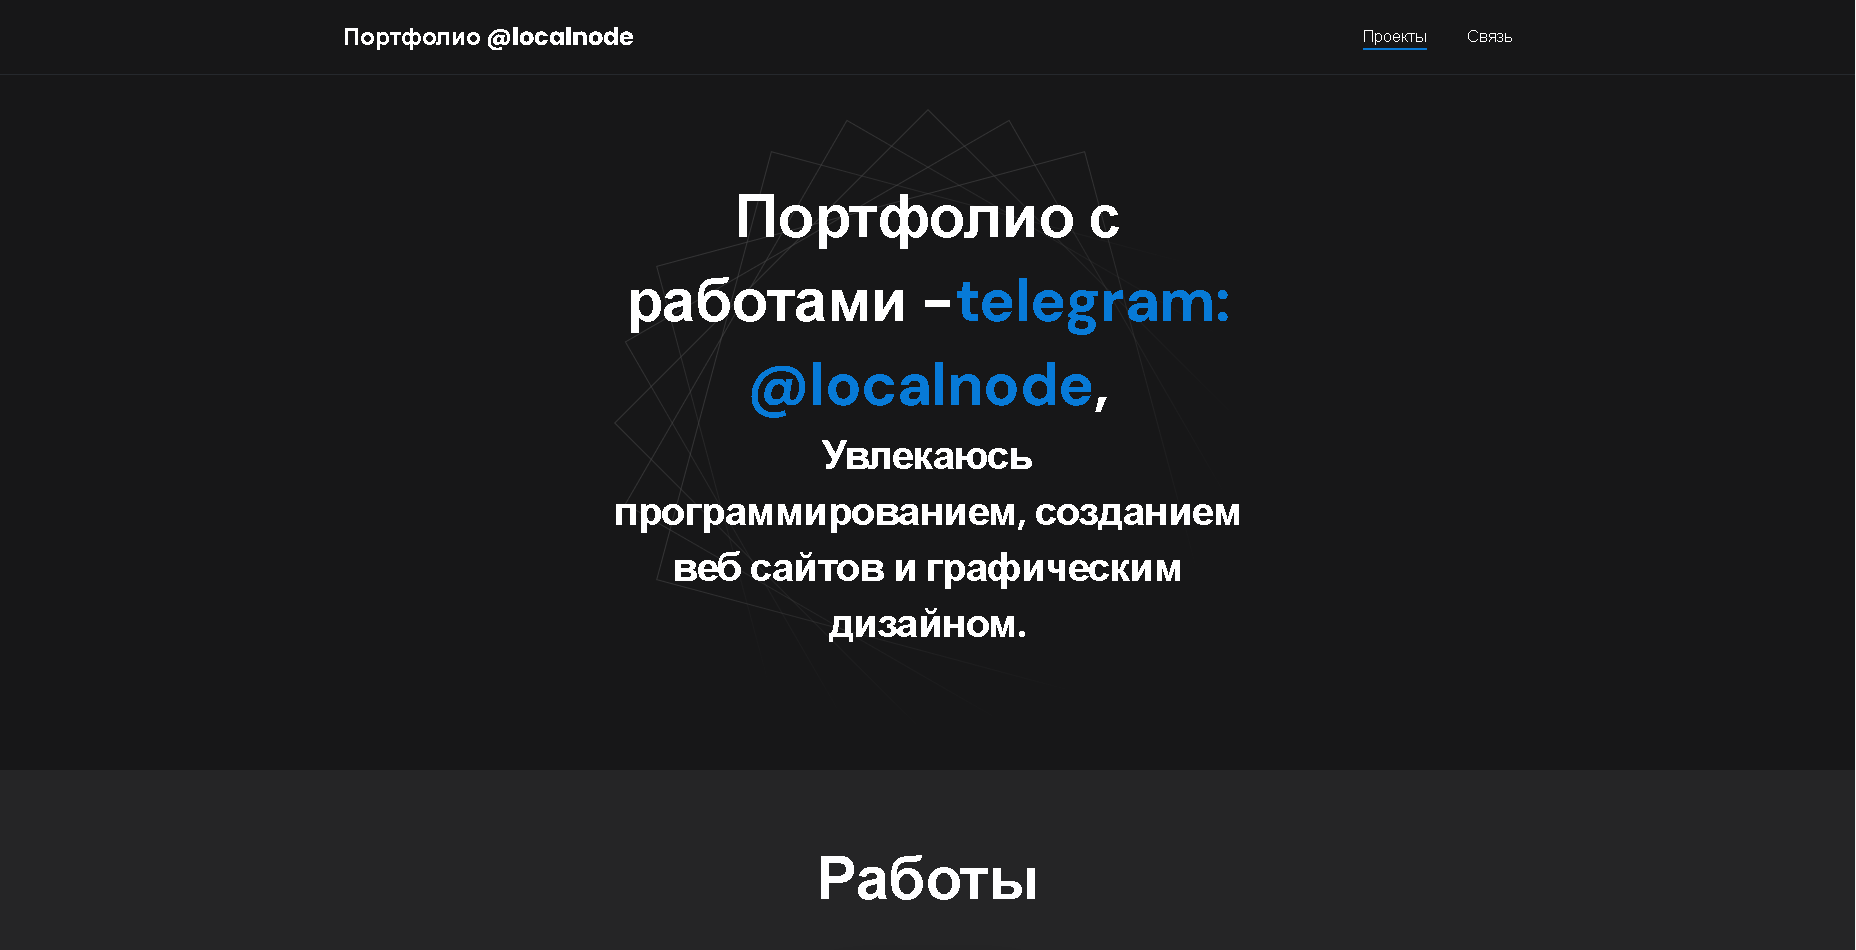 Портфолио @localnode
Проекты Связь
Портфолио с
работами -telegram:
@localnode,
Увлекаюсь
программированием, созданием
веб сайтов и графическим
дизайном.
Работы